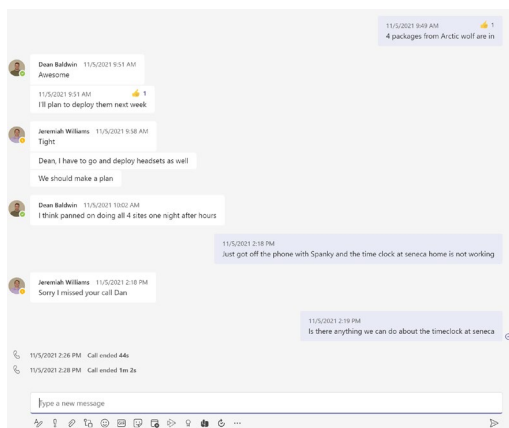 11/5/2021 9:49 AM 👍 1
4 packages from Arctic wolf are in
Dean Baldwin 11/5/2021 9:51 AM
Awesome
11/5/2021 9:51 AM 👍 1
I'll plan to deploy them next week
Jeremiah Williams 11/5/2021 9:58 AM
Tight
Dean, I have to go and deploy headsets as well
We should make a plan
Dean Baldwin 11/5/2021 10:02 AM
I think panned on doing all 4 sites one night after hours
11/5/2021 2:18 PM
Just got off the phone with Spanky and the time clock at seneca home is not working
Jeremiah Williams 11/5/2021 2:18 PM
Sorry I missed your call Dan
11/5/2021 2:19 PM
Is there anything we can do about the timeclock at seneca
11/5/2021 2:26 PM Call ended 44s
11/5/2021 2:28 PM Call ended 1m 2s
Type a new message
GIF